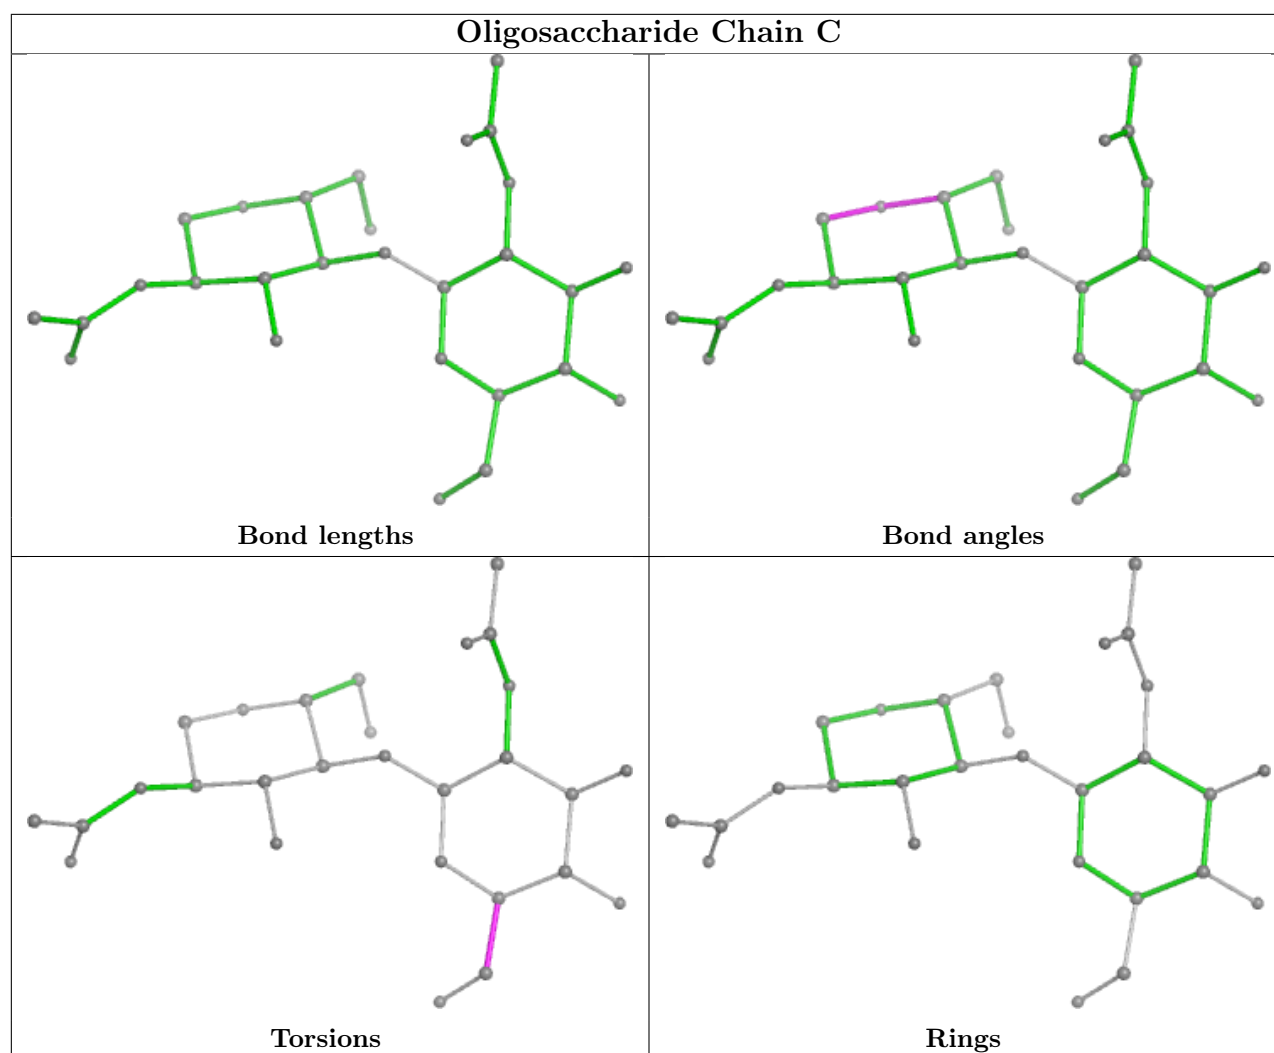 Oligosaccharide Chain C
Bond lengths
Bond angles
Torsions
Rings